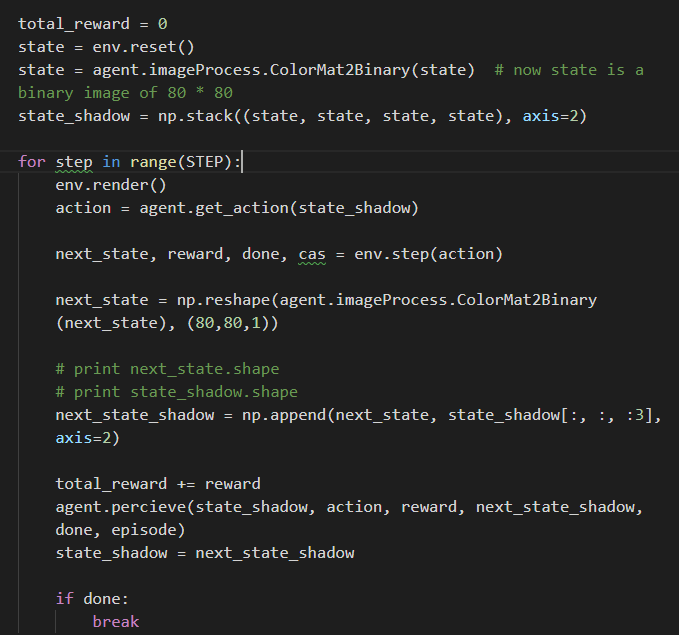 total_reward = 0
state = env.reset()
state = agent.imageProcess.ColorMat2Binary(state)  # now state is a
binary image of 80 * 80
state_shadow = np.stack((state, state, state, state), axis=2)
for step in range(STEP):
env.render()
action = agent.get_action(state_shadow)
next_state, reward, done, cas = env.step(action)
next_state = np.reshape(agent.imageProcess.ColorMat2Binary
(next_state), (80,80,1))
# print next_state.shape
# print state_shadow.shape
next_state_shadow = np.append(next_state, state_shadow[:, :, :3],
axis=2)
total_reward += reward
agent.percieve(state_shadow, action, reward, next_state_shadow,
done, episode)
state_shadow = next_state_shadow
if done:
break